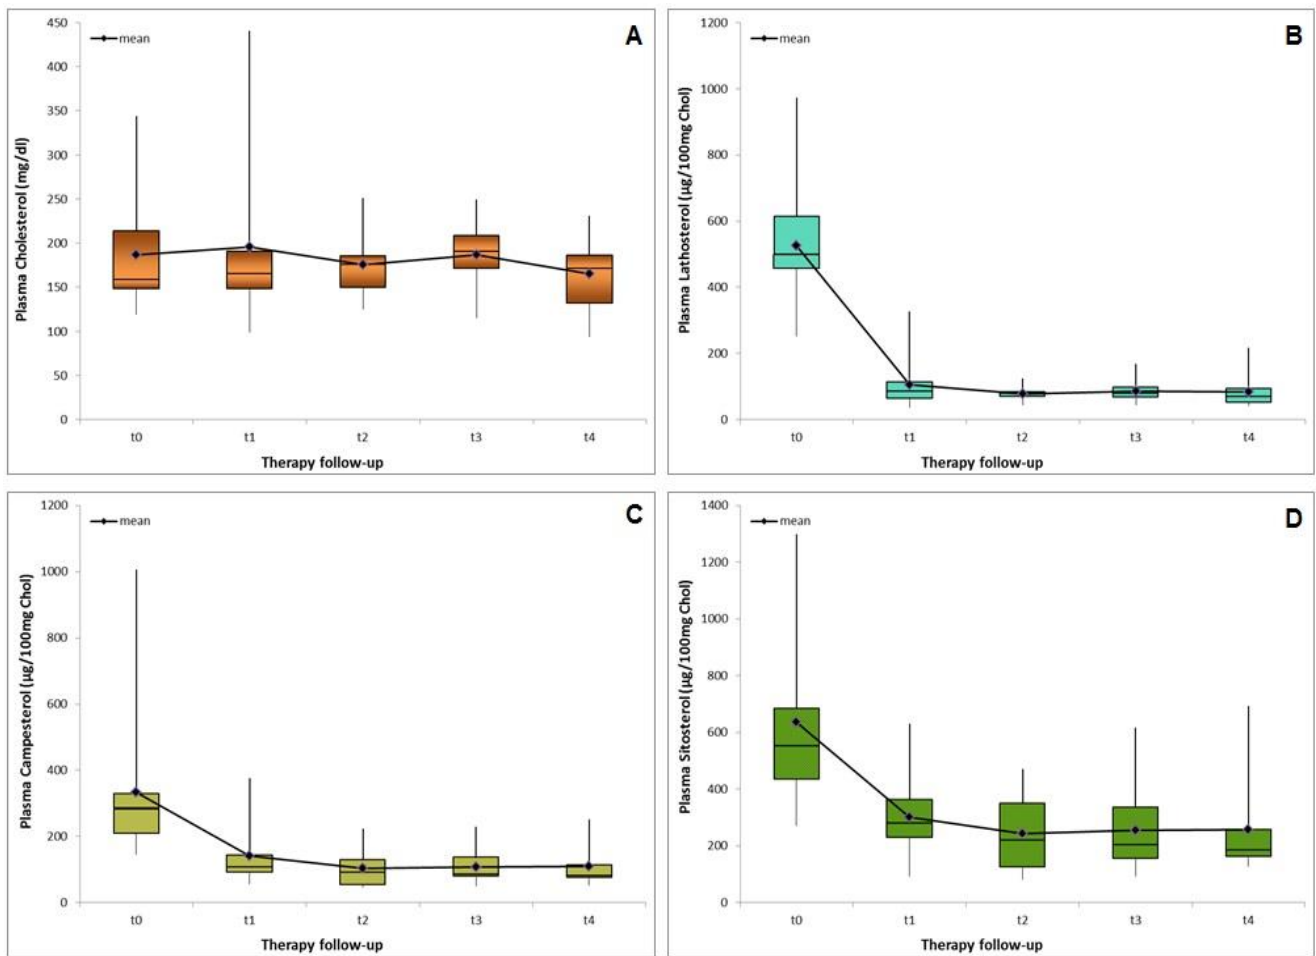 A
mean
Plasma Cholesterol (mg/dl)
450
400
350
300
250
200
150
100
50
0
t0 t1 t2 t3 t4
Therapy follow-up
B
mean
Plasma Lathosterol (µg/100mg Chol)
1200
1000
800
600
400
200
0
t0 t1 t2 t3 t4
Therapy follow-up
C
mean
Plasma Campesterol (µg/100mg Chol)
1200
1000
800
600
400
200
0
t0 t1 t2 t3 t4
Therapy follow-up
D
mean
Plasma Sitosterol (µg/100mg Chol)
1400
1200
1000
800
600
400
200
0
t0 t1 t2 t3 t4
Therapy follow-up